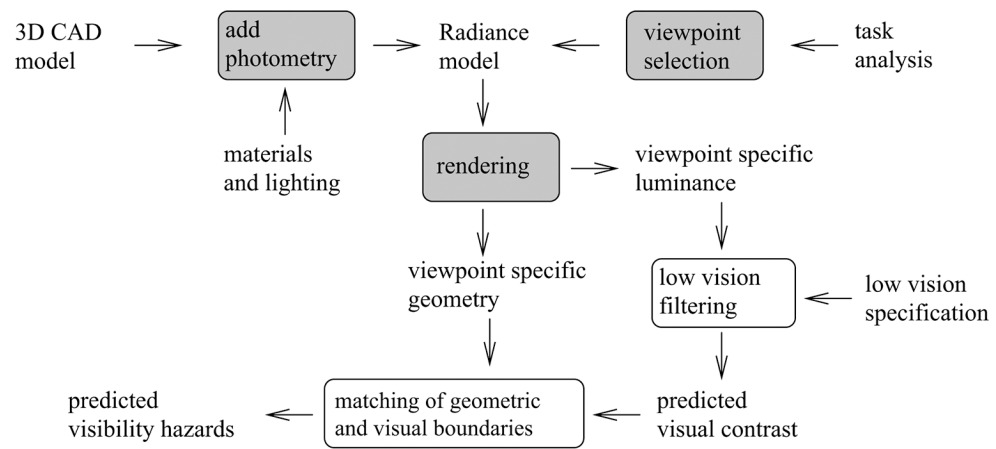 3D CAD
model
add
photometry
Radiance
model
viewpoint
selection
task
analysis
materials
and lighting
rendering
viewpoint specific
luminance
viewpoint specific
geometry
low vision
filtering
low vision
specification
predicted
visibility hazards
matching of geometric
and visual boundaries
predicted
visual contrast